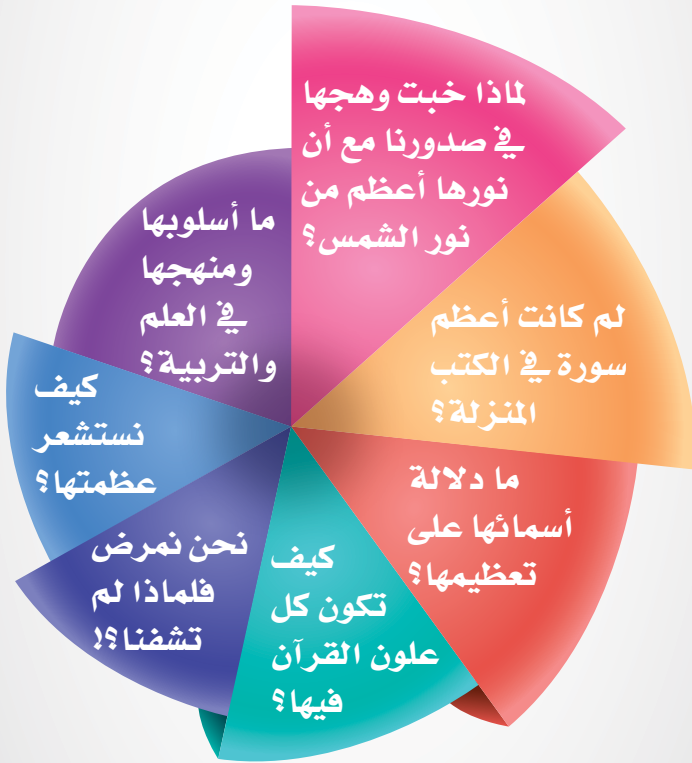 لماذا خبت وهجها
في صدورنا مع أن
نورها أعظم من
نور الشمس؟
لم كانت أعظم
سورة في الكتب
المنزلة؟
ما دلالة
أسمائها على
تعظيمها؟
كيف
تكون كل
علون القرآن
فيها؟
نحن نمرض
فلماذا لم
تشفنا؟!
كيف
نستشعر
عظمتها؟
ما أسلوبها
ومنهجها
في العلم
والتربية؟